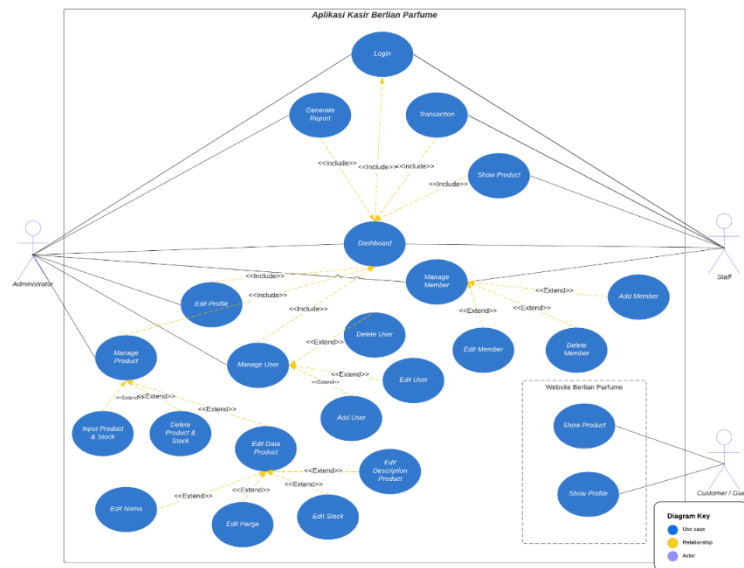 Aplikasi Kasir Berlian Parfume
Login
Generate
Report
Transaction
<<Include>>
<<Include>>
<<Include>>
Show Product
<<Include>>
Administrator
Staff
Dashboard
<<Include>>
Manage
Member
<<Extend>>
Add Member
Edit Profile
<<Include>>
<<Include>>
<<Extend>>
<<Extend>>
Delete User
Edit Member
Delete
Member
Manage
Product
Manage User
<<Extend>>
<<Extend>>
Edit User
<<Extend>>
Website Berlian Parfume
<<Extend>>
<<Extend>>
<<Extend>>
Add User
Input Product
& Stock
Delete
Product &
Stock
Show Product
Edit Data
Product
<<Extend>>
Edit
Description
Product
Show Profile
<<Extend>>
<<Extend>>
<<Extend>>
Edit Nama
Edit Harga
Edit Stock
Customer /
Diagram Key
Use case
Relationship
Actor